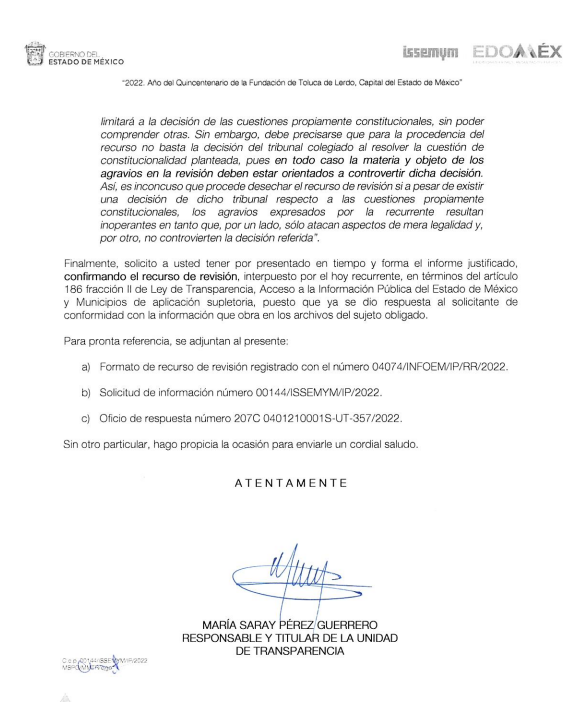 GOBIERNO DEL
ESTADO DE MÉXICO
issemym
EDOMÉX
"2022. Año del Quincentenario de la Fundación de Toluca de Lerdo, Capital del Estado de México"
limitará a la decisión de las cuestiones propiamente constitucionales, sin poder
comprender otras. Sin embargo, debe precisarse que para la procedencia del
recurso no basta la decisión del tribunal colegiado al resolver la cuestión de
constitucionalidad planteada, pues en todo caso la materia y objeto de los
agravios en la revisión deben estar orientados a controvertir dicha decisión.
Así, es inconcuso que procede desechar el recurso de revisión si a pesar de existir
una decisión de dicho tribunal respecto a las cuestiones propiamente
constitucionales, los agravios expresados por la recurrente resultan
inoperantes en tanto que, por un lado, sólo atacan aspectos de mera legalidad y,
por otro, no controvierten la decisión referida".
Finalmente, solicito a usted tener por presentado en tiempo y forma el informe justificado,
confirmando el recurso de revisión, interpuesto por el hoy recurrente, en términos del artículo
186 fracción II de Ley de Transparencia, Acceso a la Información Pública del Estado de México
y Municipios de aplicación supletoria, puesto que ya se dio respuesta al solicitante de
conformidad con la información que obra en los archivos del sujeto obligado.
Para pronta referencia, se adjuntan al presente:
a) Formato de recurso de revisión registrado con el número 04074/INFOEM/IP/RR/2022.
b) Solicitud de información número 00144/ISSEMYM/IP/2022.
c) Oficio de respuesta número 207C 0401210001S-UT-357/2022.
Sin otro particular, hago propicia la ocasión para enviarle un cordial saludo.
ATENTAMENTE
MARÍA SARAY PÉREZ GUERRERO
RESPONSABLE Y TITULAR DE LA UNIDAD
DE TRANSPARENCIA
C.c.p. 00144/ISSEMYM/IP/2022